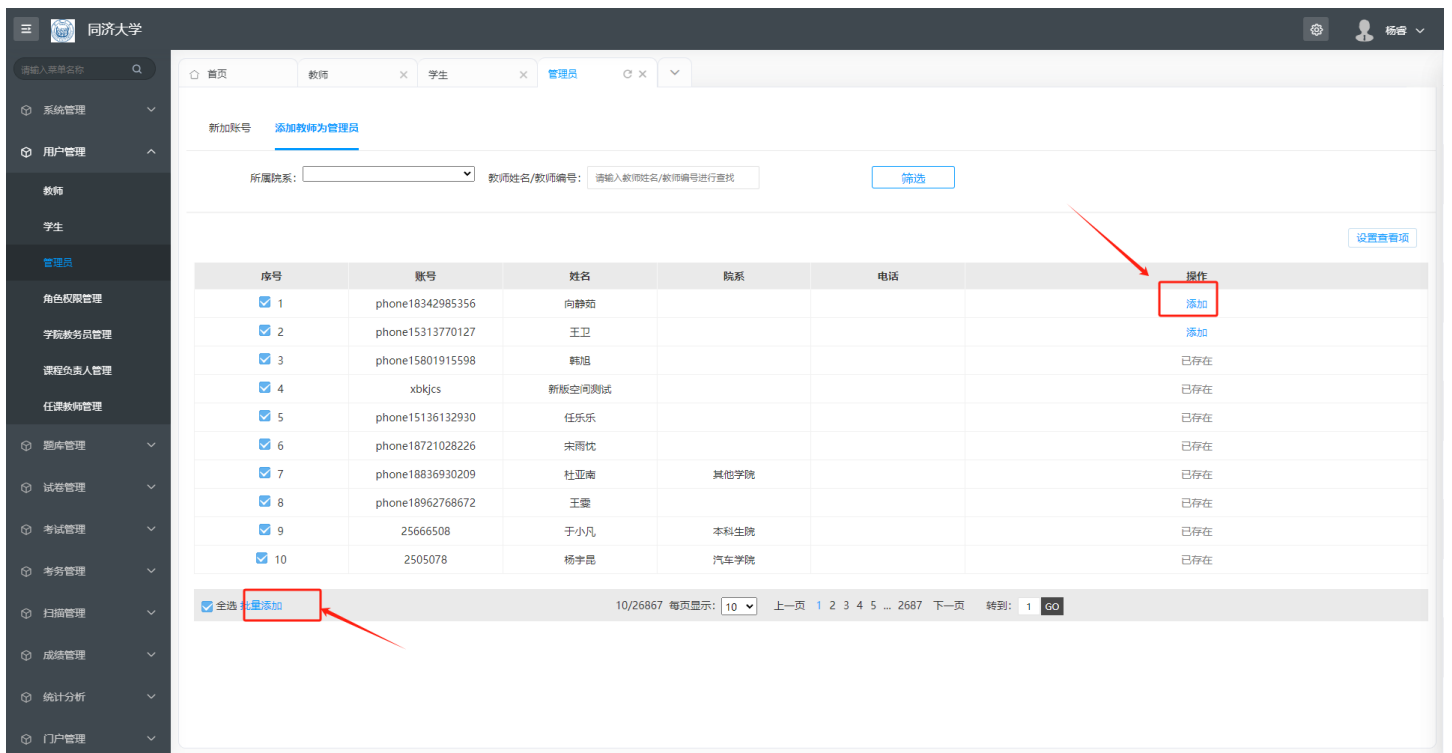 同济大学
杨睿
请输入菜单名称
首页
教师
学生
管理员
系统管理
用户管理
教师
学生
管理员
角色权限管理
学院教务员管理
课程负责人管理
任课教师管理
题库管理
试卷管理
考试管理
考务管理
扫描管理
成绩管理
统计分析
门户管理
新加账号 添加教师为管理员
所属院系： 教师姓名/教师编号： 请输入教师姓名/教师编号进行查找 筛选
设置查看项
序号 账号 姓名 院系 电话 操作
1 phone18342985356 向静茹 添加
2 phone15313770127 王卫 添加
3 phone15801915598 韩旭 已存在
4 xbkjcs 新版空间测试 已存在
5 phone15136132930 任乐乐 已存在
6 phone18721028226 宋雨忱 已存在
7 phone18836930209 杜亚南 其他学院 已存在
8 phone18962768672 王霎 已存在
9 25666508 于小凡 本科生院 已存在
10 2505078 杨宇昆 汽车学院 已存在
全选 批量添加 10/26867 每页显示： 10 上一页 1 2 3 4 5 ... 2687 下一页 转到： 1 GO